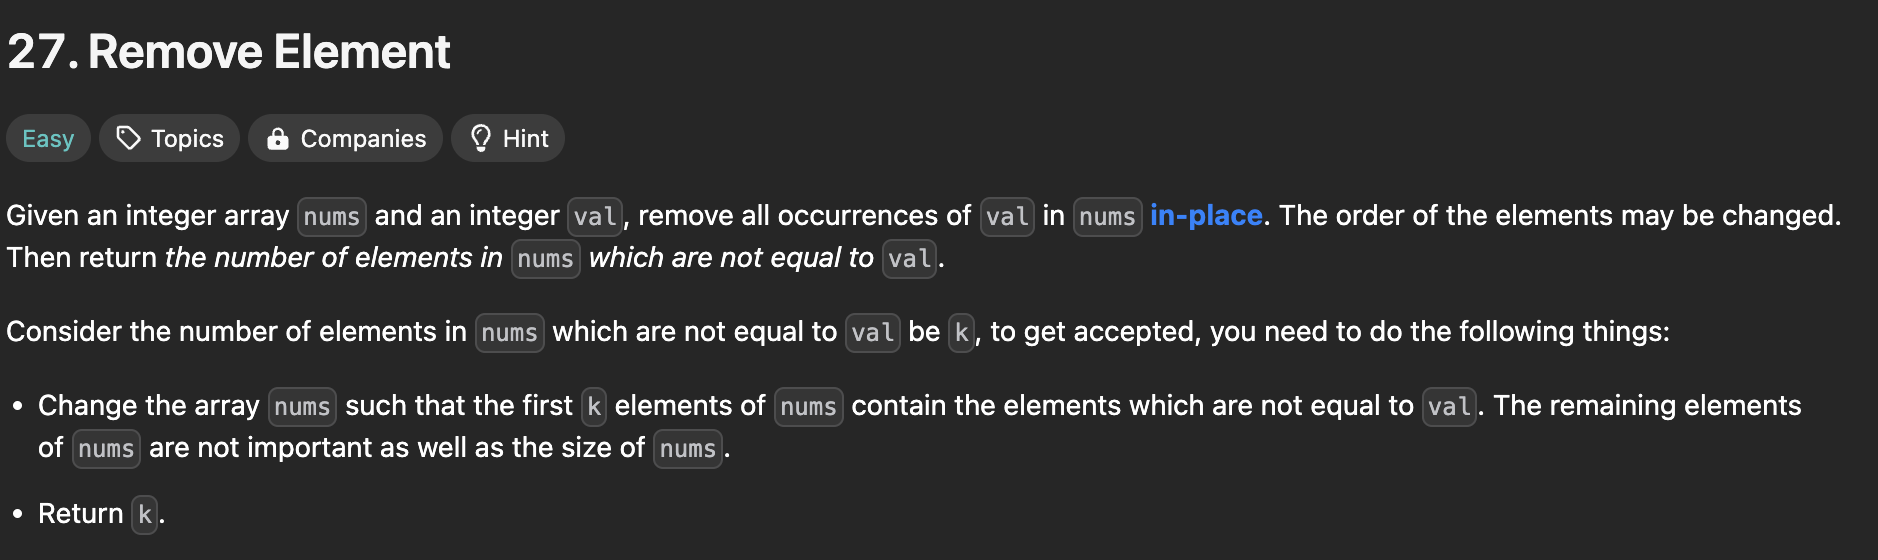 27. Remove Element
Easy Topics Companies Hint
Given an integer array nums and an integer val, remove all occurrences of val in nums in-place. The order of the elements may be changed.
Then return the number of elements in nums which are not equal to val.
Consider the number of elements in nums which are not equal to val be k, to get accepted, you need to do the following things:
• Change the array nums such that the first k elements of nums contain the elements which are not equal to val. The remaining elements
of nums are not important as well as the size of nums.
• Return k.